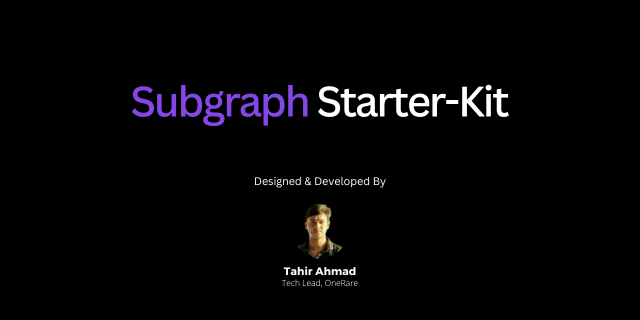 Subgraph Starter-Kit
Designed & Developed By
Tahir Ahmad
Tech Lead, OneRare